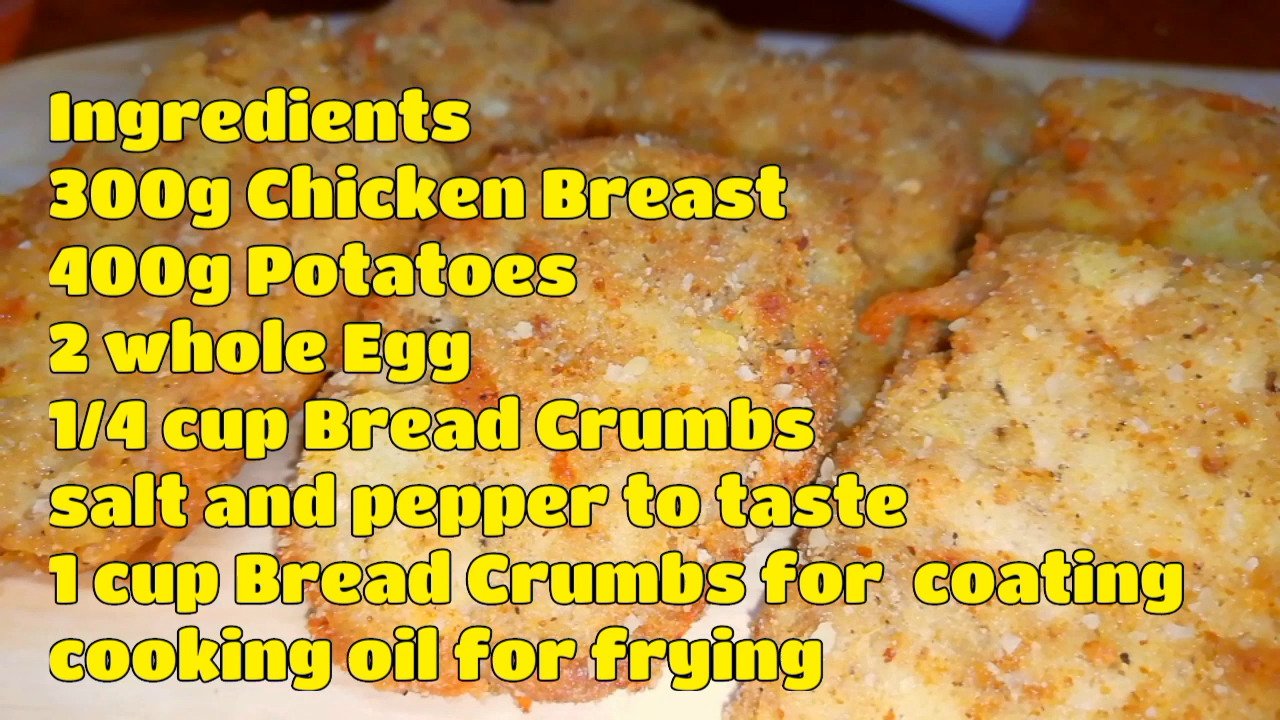 Ingredients
300g Chicken Breast
400g Potatoes
2 whole Egg
1/4 cup Bread Crumbs
salt and pepper to taste
1 cup Bread Crumbs for  coating
cooking oil for frying